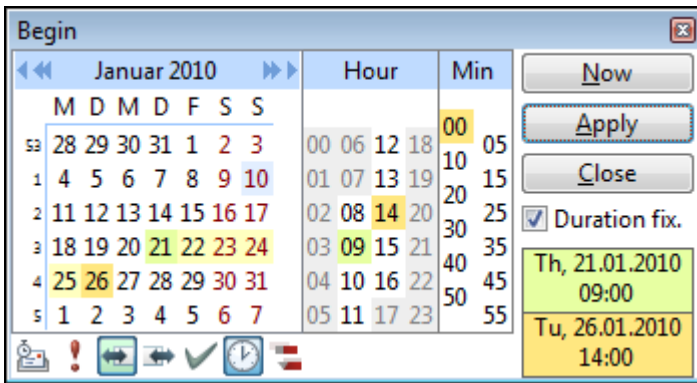 Begin
Januar 2010 Hour Min Now
M D M D F S S
53 28 29 30 31 1 2 3 00 06 12 18 00 05 Apply
1 4 5 6 7 8 9 10 01 07 13 19 10 15 Close
2 11 12 13 14 15 16 17 02 08 14 20 20 25 Duration fix.
3 18 19 20 21 22 23 24 03 09 15 21 30 35 Th, 21.01.2010
4 25 26 27 28 29 30 31 04 10 16 22 40 45 09:00
5 1 2 3 4 5 6 7 05 11 17 23 50 55 Tu, 26.01.2010
14:00